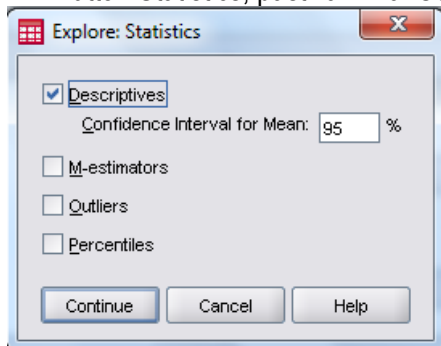 Explore: Statistics
Descriptives
Confidence Interval for Mean: 95 %
M-estimators
Outliers
Percentiles
Continue Cancel Help